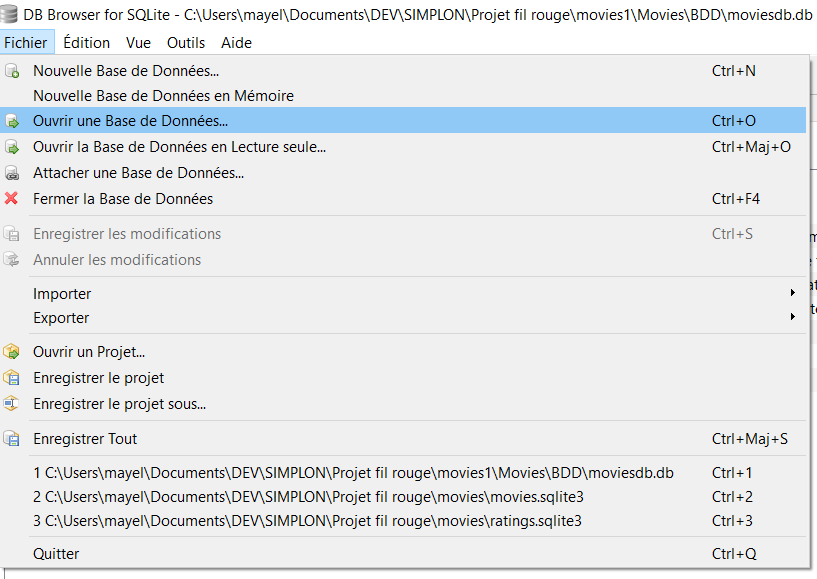 DB Browser for SQLite - C:\Users\mayel\Documents\DEV\SIMPLON\Projet fil rouge\movies1\Movies\BDD\moviesdb.db
Fichier Édition Vue Outils Aide
Nouvelle Base de Données... Ctrl+N
Nouvelle Base de Données en Mémoire
Ouvrir une Base de Données... Ctrl+O
Ouvrir la Base de Données en Lecture seule... Ctrl+Maj+O
Attacher une Base de Données...
Fermer la Base de Données Ctrl+F4
Enregistrer les modifications Ctrl+S
Annuler les modifications
Importer
Exporter
Ouvrir un Projet...
Enregistrer le projet
Enregistrer le projet sous...
Enregistrer Tout Ctrl+Maj+S
1 C:\Users\mayel\Documents\DEV\SIMPLON\Projet fil rouge\movies1\Movies\BDD\moviesdb.db Ctrl+1
2 C:\Users\mayel\Documents\DEV\SIMPLON\Projet fil rouge\movies\movies.sqlite3 Ctrl+2
3 C:\Users\mayel\Documents\DEV\SIMPLON\Projet fil rouge\movies\ratings.sqlite3 Ctrl+3
Quitter Ctrl+Q